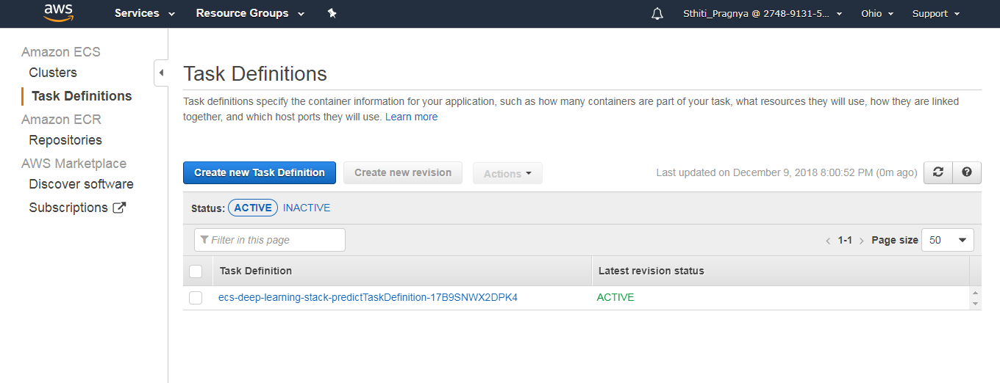 aws
Services
Resource Groups
Sthiti_Pragnya @ 2748-9131-5...
Ohio
Support
Amazon ECS
Clusters
Task Definitions
Amazon ECR
Repositories
AWS Marketplace
Discover software
Subscriptions
Task Definitions
Task definitions specify the container information for your application, such as how many containers are part of your task, what resources they will use, how they are linked
together, and which host ports they will use. Learn more
Create new Task Definition
Create new revision
Actions
Last updated on December 9, 2018 8:00:52 PM (0m ago)
Status: ACTIVE INACTIVE
Filter in this page
1-1 Page size 50
Task Definition
Latest revision status
ecs-deep-learning-stack-predictTaskDefinition-17B9SNWX2DPK4
ACTIVE